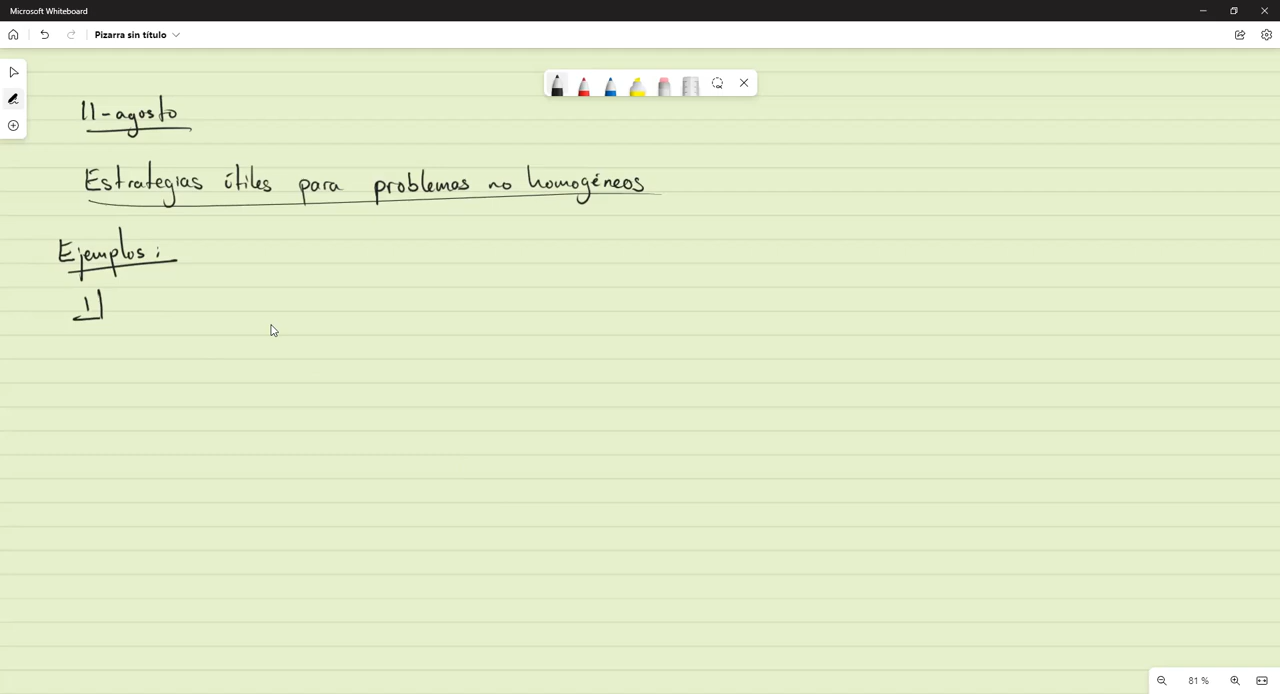 Microsoft Whiteboard
Pizarra sin título
11-agosto
Estrategias útiles para problemas no homogéneos
Ejemplos:
1
81 %